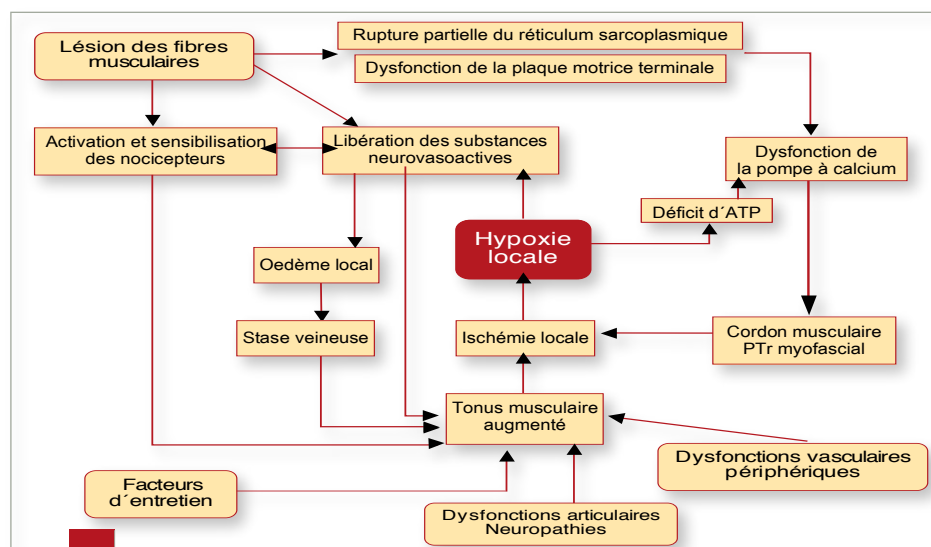 Lésion des fibres
musculaires
Rupture partielle du réticulum sarcoplasmique
Dysfonction de la plaque motrice terminale
Activation et sensibilisation
des nocicepteurs
Libération des substances
neurovasoactives
Dysfonction de
la pompe à calcium
Déficit d´ATP
Hypoxie
locale
Oedème local
Stase veineuse
Ischémie locale
Cordon musculaire
PTr myofascial
Tonus musculaire
augmenté
Dysfonctions vasculaires
périphériques
Facteurs
d´entretien
Dysfonctions articulaires
Neuropathies